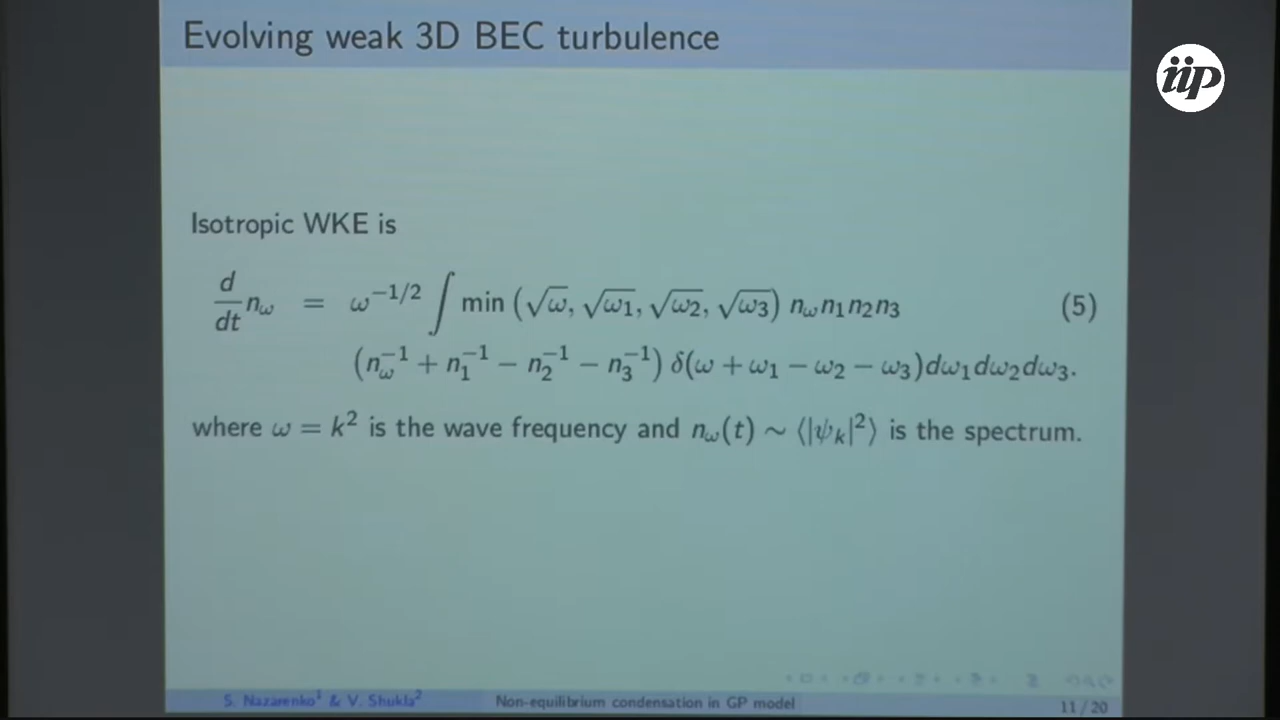 Evolving weak 3D BEC turbulence
iip
Isotropic WKE is
d/dt n_ω = ω^{-1/2} ∫ min (√ω, √ω₁, √ω₂, √ω₃) n_ω n₁ n₂ n₃ (5)
(n_ω^{-1} + n₁^{-1} − n₂^{-1} − n₃^{-1}) δ(ω + ω₁ − ω₂ − ω₃)dω₁dω₂dω₃.
where ω = k² is the wave frequency and n_ω(t) ∼ ⟨|ψ_k|²⟩ is the spectrum.
S. Nazarenko¹ & V. Shukla² Non-equilibrium condensation in GP model 11 / 20